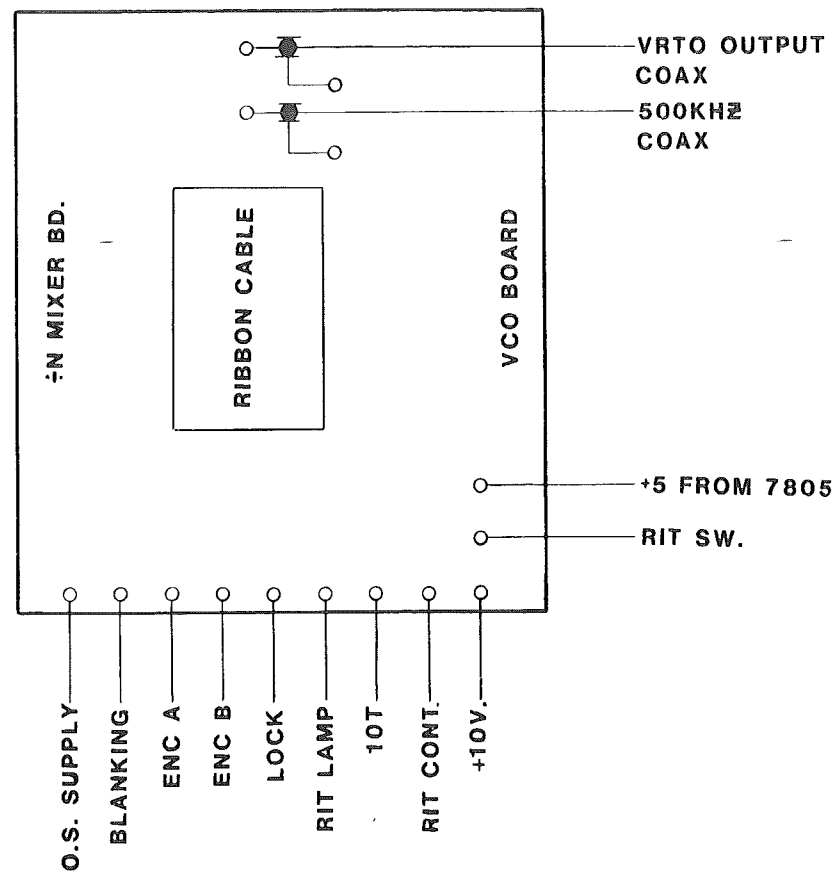 VRTO OUTPUT
COAX
500KHZ
COAX
÷N MIXER BD.
RIBBON CABLE
VCO BOARD
+5 FROM 7805
RIT SW.
O.S. SUPPLY
BLANKING
ENC A
ENC B
LOCK
RIT LAMP
10T
RIT CONT.
+10V.